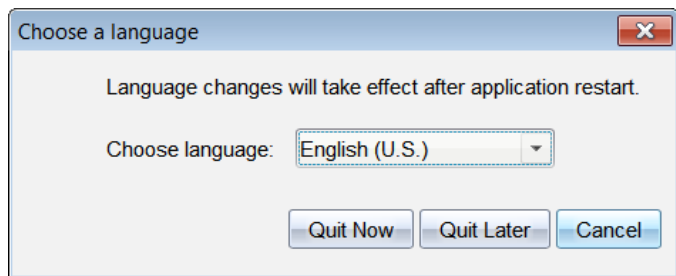 Choose a language
Language changes will take effect after application restart.
Choose language: English (U.S.)
Quit Now Quit Later Cancel